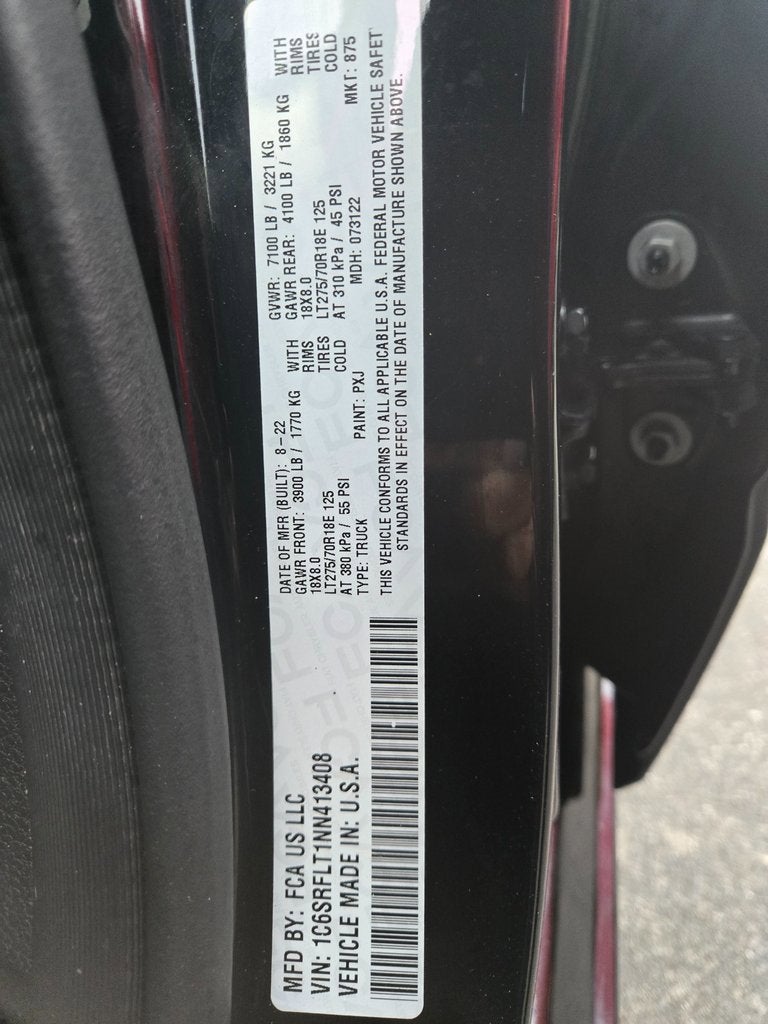 MFD BY: FCA US LLC
VIN: 1C6SRFLT1NN413408
VEHICLE MADE IN: U.S.A.
DATE OF MFR (BUILT): 8-22 GVWR: 7100 LB / 3221 KG
GAWR FRONT: 3900 LB / 1770 KG WITH GAWR REAR: 4100 LB / 1860 KG WITH
18X8.0 RIMS 18X8.0 RIMS
LT275/70R18E 125 TIRES LT275/70R18E 125 TIRES
AT 380 kPa / 55 PSI COLD AT 310 kPa / 45 PSI COLD
TYPE: TRUCK PAINT: PXJ MDH: 073122 MKT: 875
THIS VEHICLE CONFORMS TO ALL APPLICABLE U.S.A. FEDERAL MOTOR VEHICLE SAFET
STANDARDS IN EFFECT ON THE DATE OF MANUFACTURE SHOWN ABOVE.